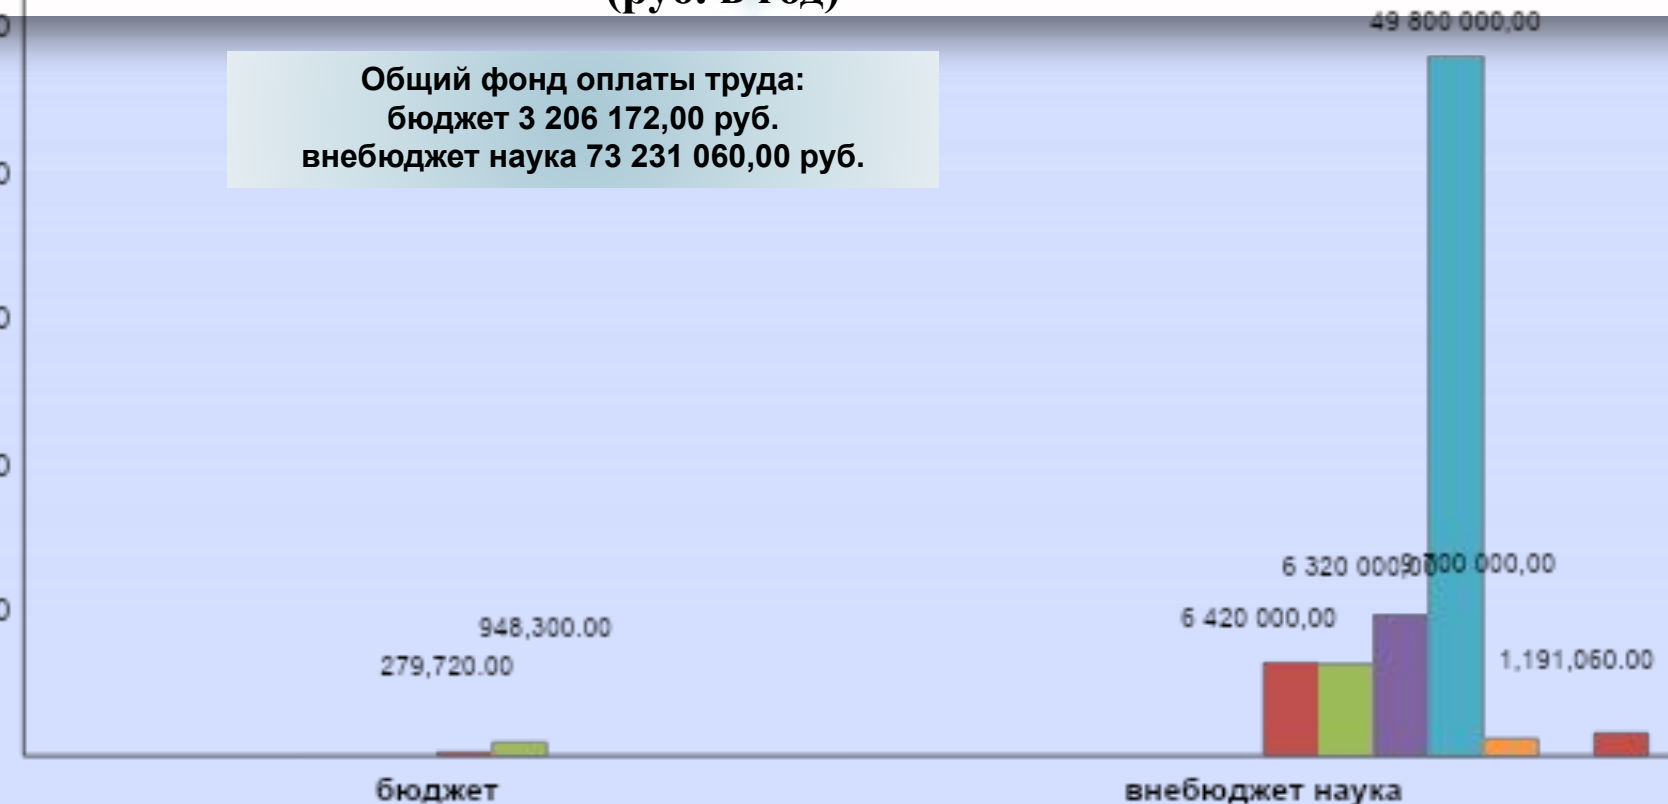 (руб. в год)
49 800 000,00
Общий фонд оплаты труда:
бюджет 3 206 172,00 руб.
внебюджет наука 73 231 060,00 руб.
6 320 000,00
000,00
948,300.00
6 420 000,00
279,720.00
1,191,060.00
бюджет
внебюджет наука